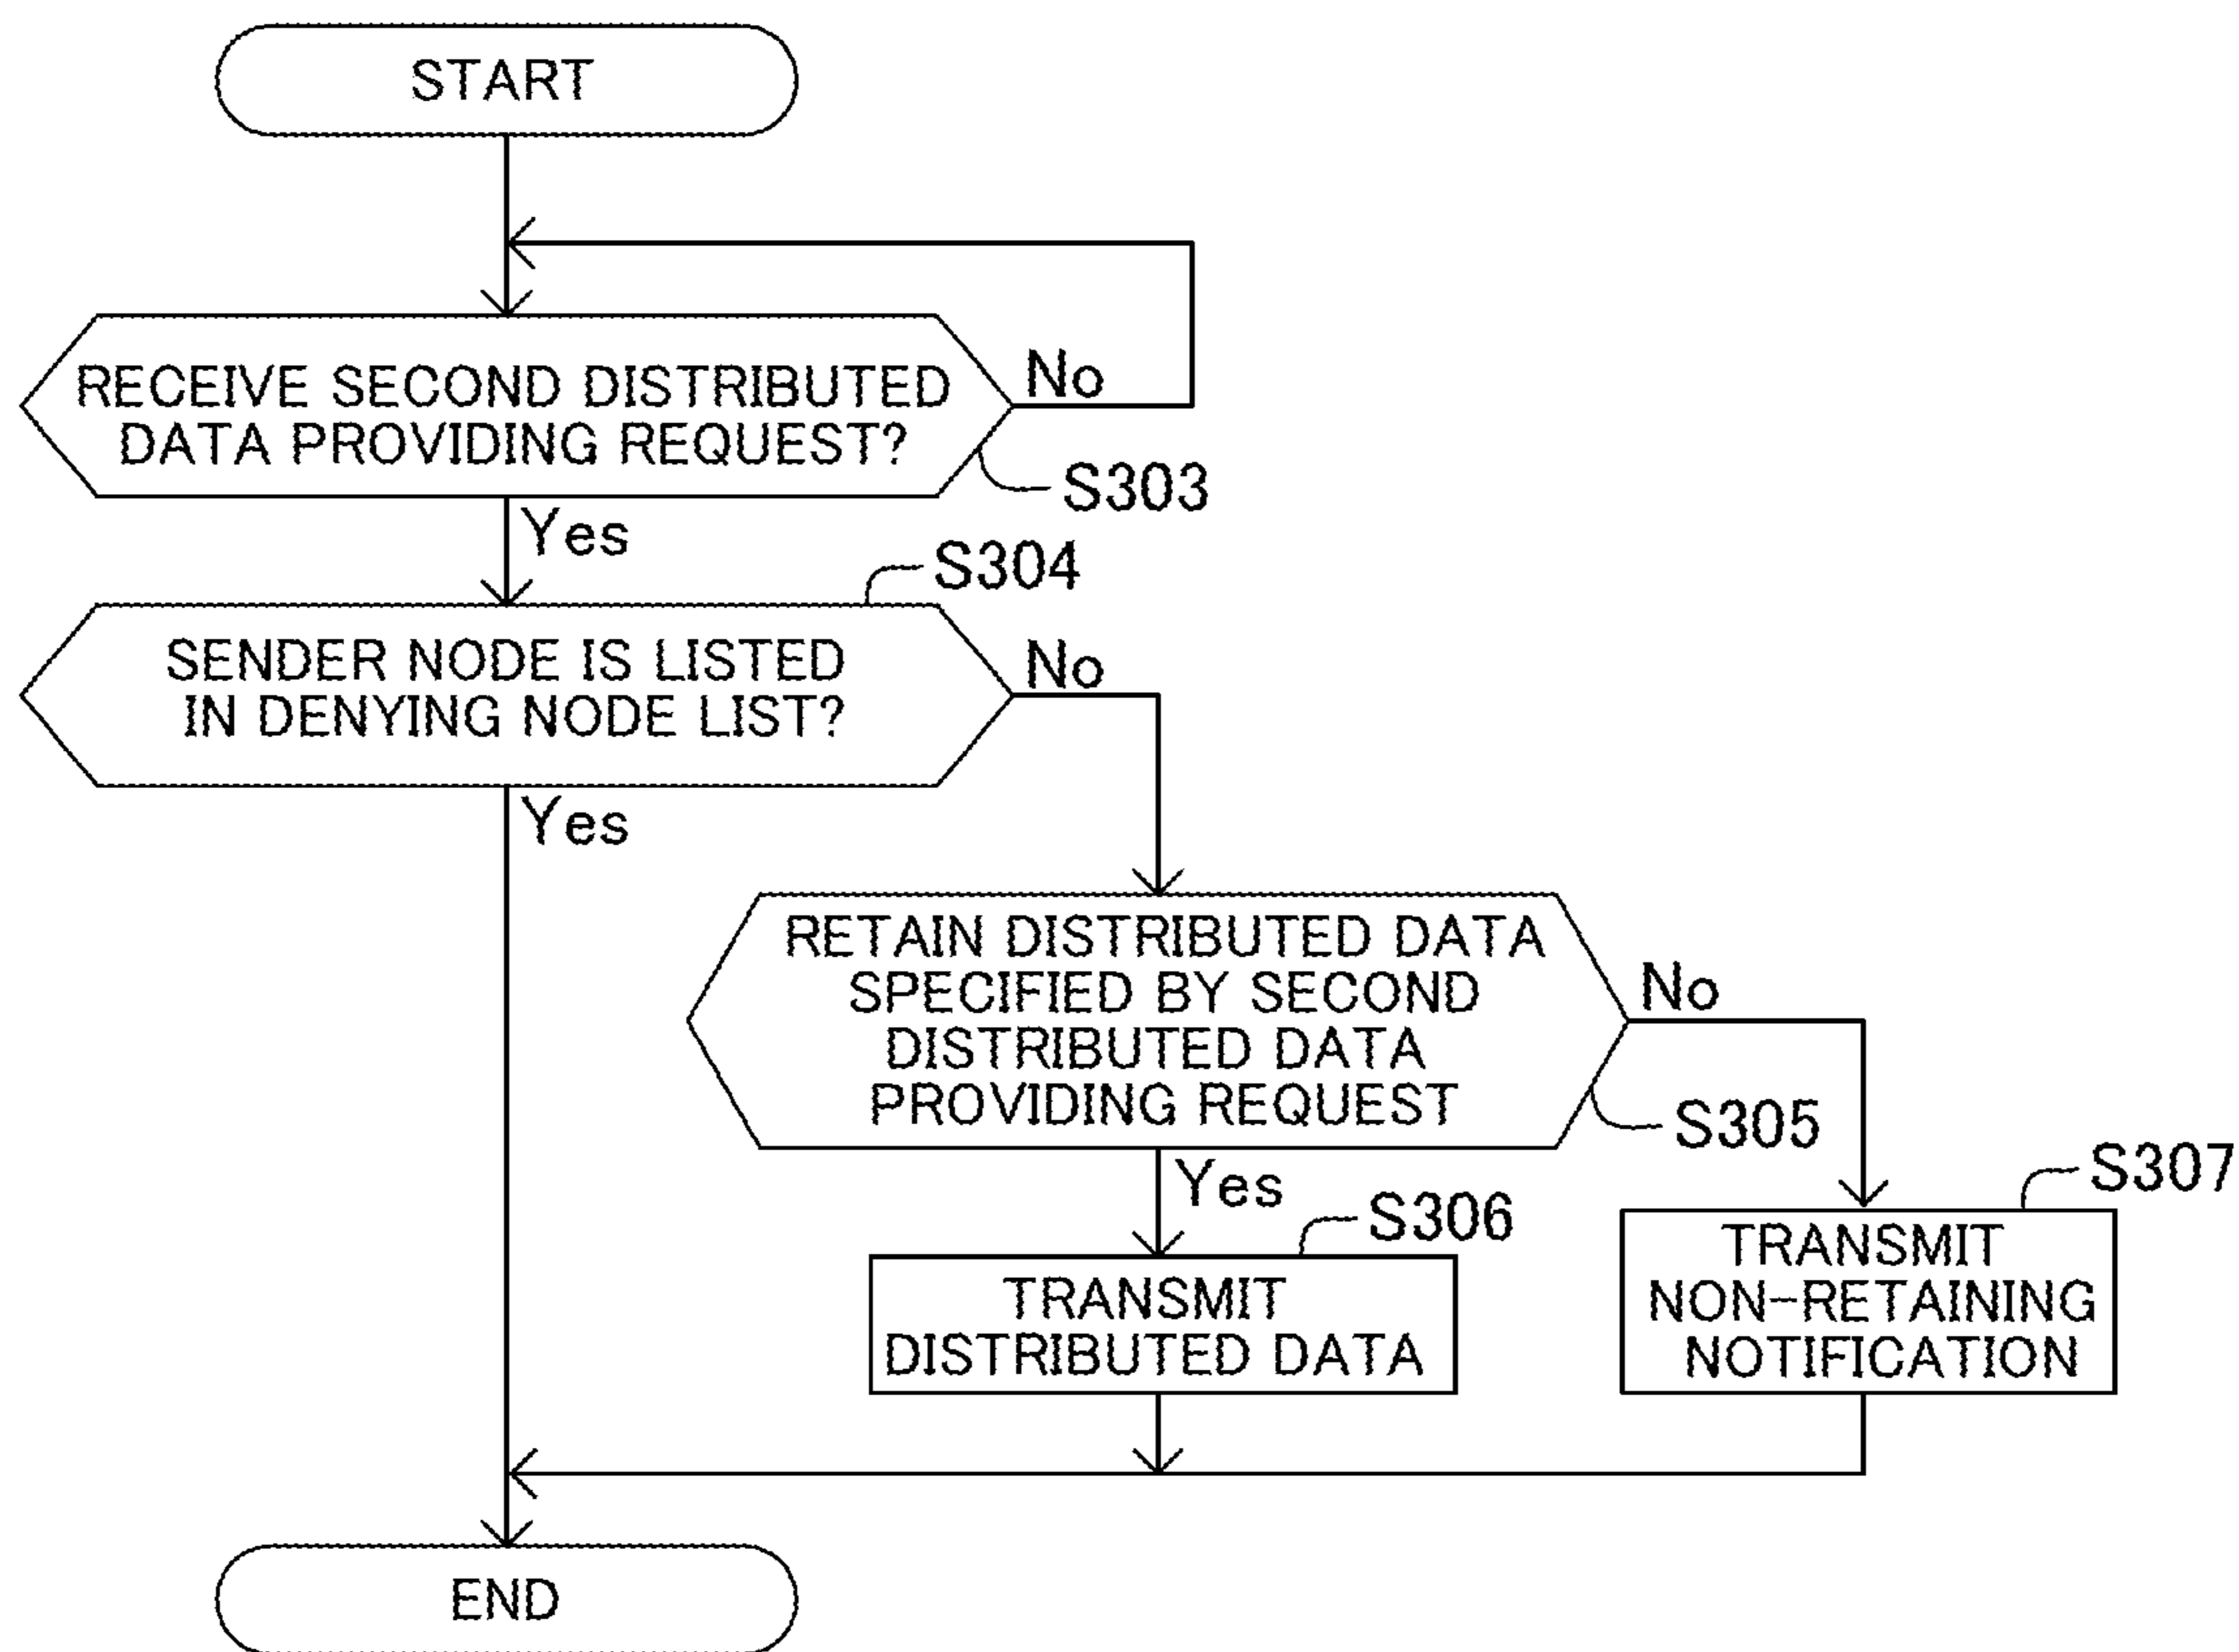 START
RECEIVE SECOND DISTRIBUTED
DATA PROVIDING REQUEST?
No
S303
Yes
S304
SENDER NODE IS LISTED
IN DENYING NODE LIST?
No
Yes
RETAIN DISTRIBUTED DATA
SPECIFIED BY SECOND
DISTRIBUTED DATA
PROVIDING REQUEST
No
S305
Yes
S306
S307
TRANSMIT
DISTRIBUTED DATA
TRANSMIT
NON-RETAINING
NOTIFICATION
END